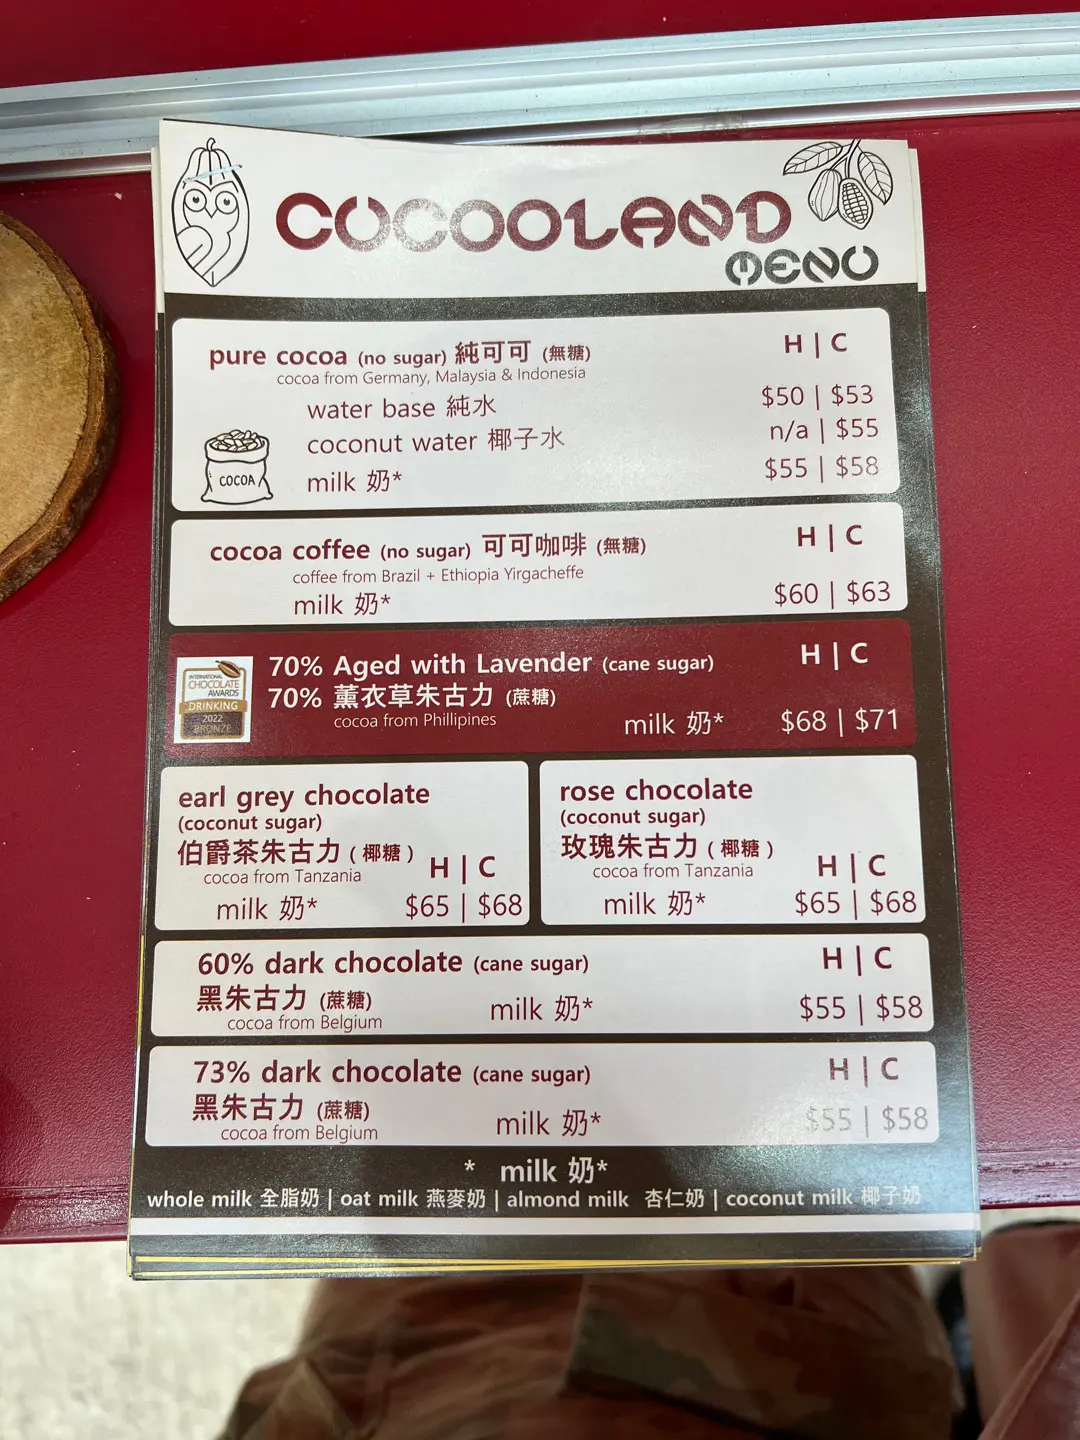 COCOOLAND
MENU
pure cocoa (no sugar) 純可可 (無糖) H | C
cocoa from Germany, Malaysia & Indonesia
water base 純水 $50 | $53
coconut water 椰子水 n/a | $55
milk 奶* $55 | $58
COCOA
cocoa coffee (no sugar) 可可咖啡 (無糖) H | C
coffee from Brazil + Ethiopia Yirgacheffe
milk 奶* $60 | $63
70% Aged with Lavender (cane sugar) H | C
70% 薰衣草朱古力 (蔗糖)
cocoa from Phillipines
milk 奶* $68 | $71
INTERNATIONAL
CHOCOLATE
AWARDS
DRINKING
2022
BRONZE
earl grey chocolate
(coconut sugar)
伯爵茶朱古力 ( 椰糖 )
cocoa from Tanzania H | C
milk 奶* $65 | $68
rose chocolate
(coconut sugar)
玫瑰朱古力 ( 椰糖 )
cocoa from Tanzania H | C
milk 奶* $65 | $68
60% dark chocolate (cane sugar) H | C
黑朱古力 (蔗糖) milk 奶* $55 | $58
cocoa from Belgium
73% dark chocolate (cane sugar) H | C
黑朱古力 (蔗糖) milk 奶* $55 | $58
cocoa from Belgium
* milk 奶*
whole milk 全脂奶 | oat milk 燕麥奶 | almond milk 杏仁奶 | coconut milk 椰子奶